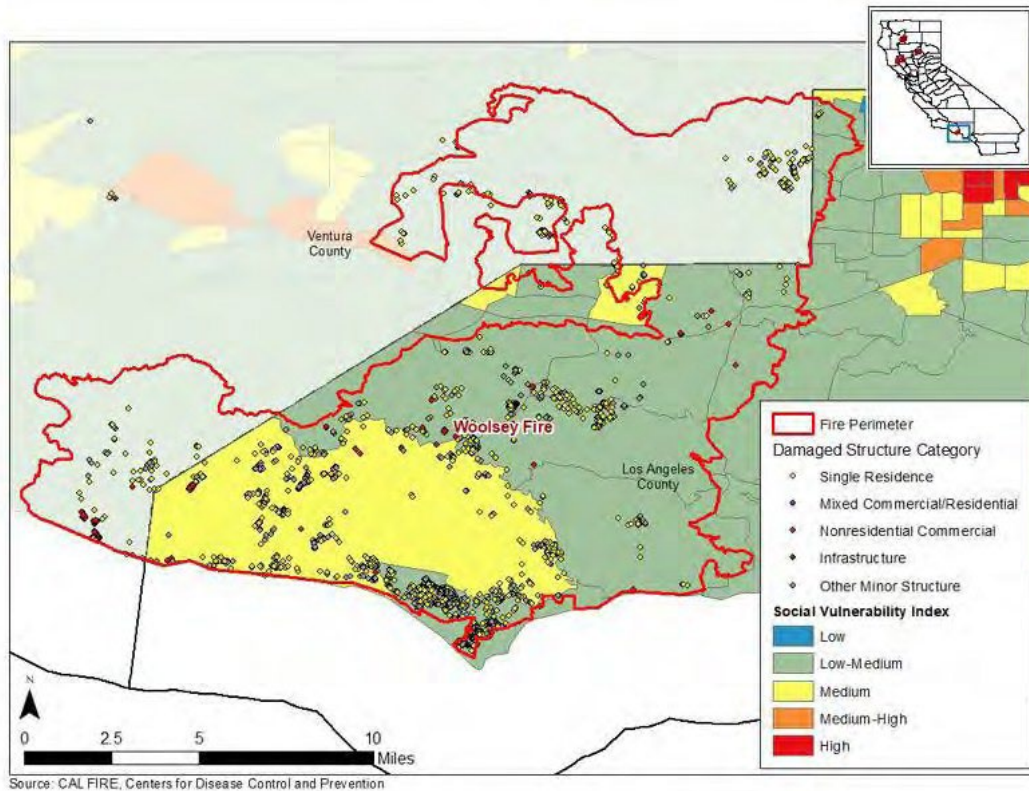 Ventura
County
Woolsey Fire
Los Angeles
County
Fire Perimeter
Damaged Structure Category
Single Residence
Mixed Commercial/Residential
Nonresidential Commercial
Infrastructure
Other Minor Structure
Social Vulnerability Index
Low
Low-Medium
Medium
Medium-High
High
N
0 2.5 5 10
Miles
Source: CAL FIRE, Centers for Disease Control and Prevention